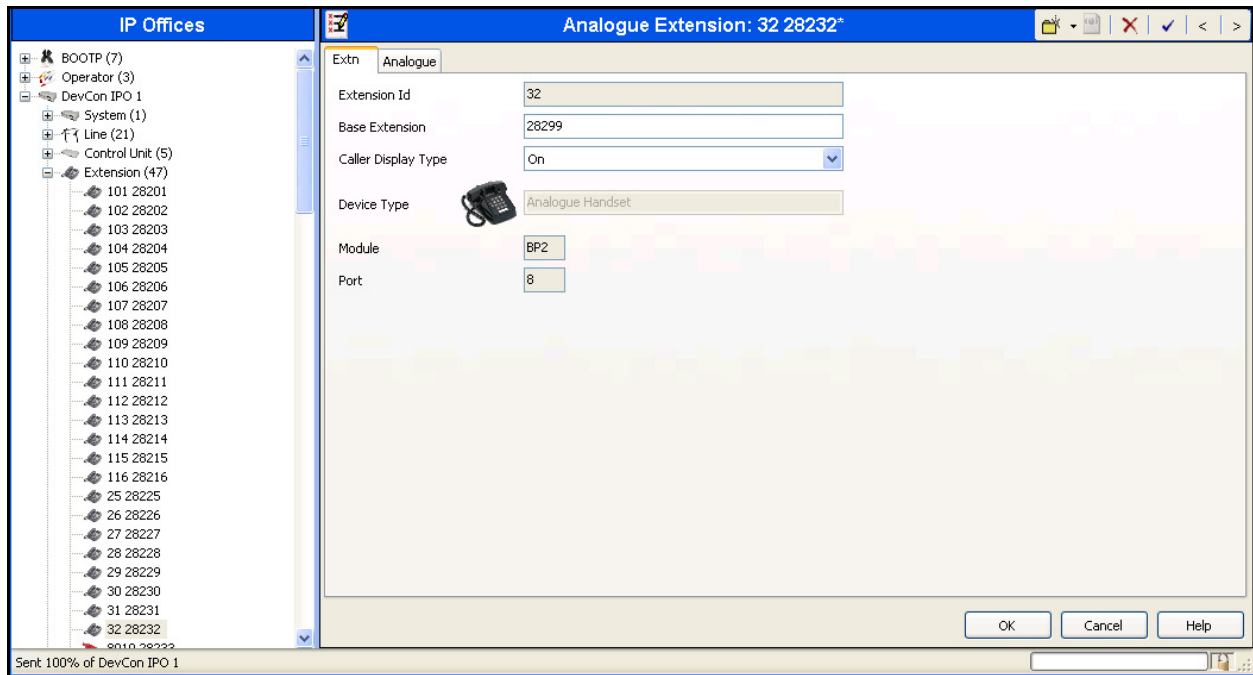 IP Offices
BOOTP (7)
Operator (3)
DevCon IPO 1
System (1)
Line (21)
Control Unit (5)
Extension (47)
101 28201
102 28202
103 28203
104 28204
105 28205
106 28206
107 28207
108 28208
109 28209
110 28210
111 28211
112 28212
113 28213
114 28214
115 28215
116 28216
25 28225
26 28226
27 28227
28 28228
29 28229
30 28230
31 28231
32 28232
8010 28233
Analogue Extension: 32 28232*
Extn Analogue
Extension Id 32
Base Extension 28299
Caller Display Type On
Device Type Analogue Handset
Module BP2
Port 8
OK Cancel Help
Sent 100% of DevCon IPO 1